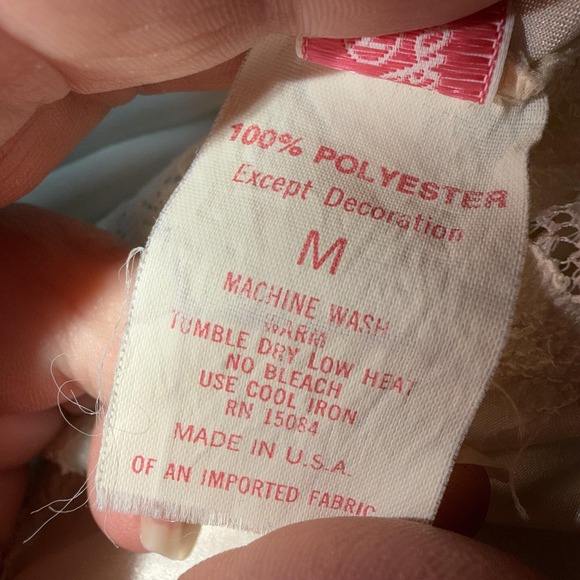 100% POLYESTER
Except Decoration
M
MACHINE WASH
WARM
TUMBLE DRY LOW HEAT
NO BLEACH
USE COOL IRON
RN 15084
MADE IN U.S.A.
OF AN IMPORTED FABRIC